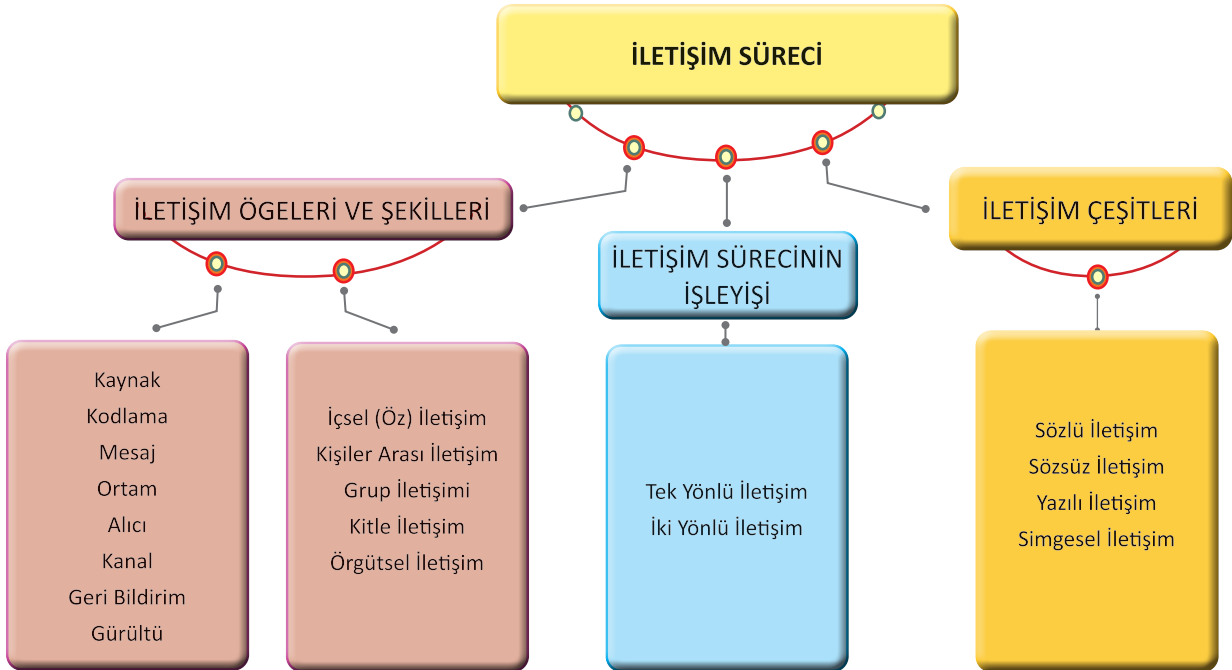 İLETİŞİM SÜRECİ
İLETİŞİM ÖGELERİ VE ŞEKİLLERİ
Kaynak
Kodlama
Mesaj
Ortam
Alıcı
Kanal
Geri Bildirim
Gürültü
İçsel (Öz) İletişim
Kişiler Arası İletişim
Grup İletişimi
Kitle İletişim
Örgütsel İletişim
İLETİŞİM SÜRECİNİN
İŞLEYİŞİ
Tek Yönlü İletişim
İki Yönlü İletişim
İLETİŞİM ÇEŞİTLERİ
Sözlü İletişim
Sözsüz İletişim
Yazılı İletişim
Simgesel İletişim